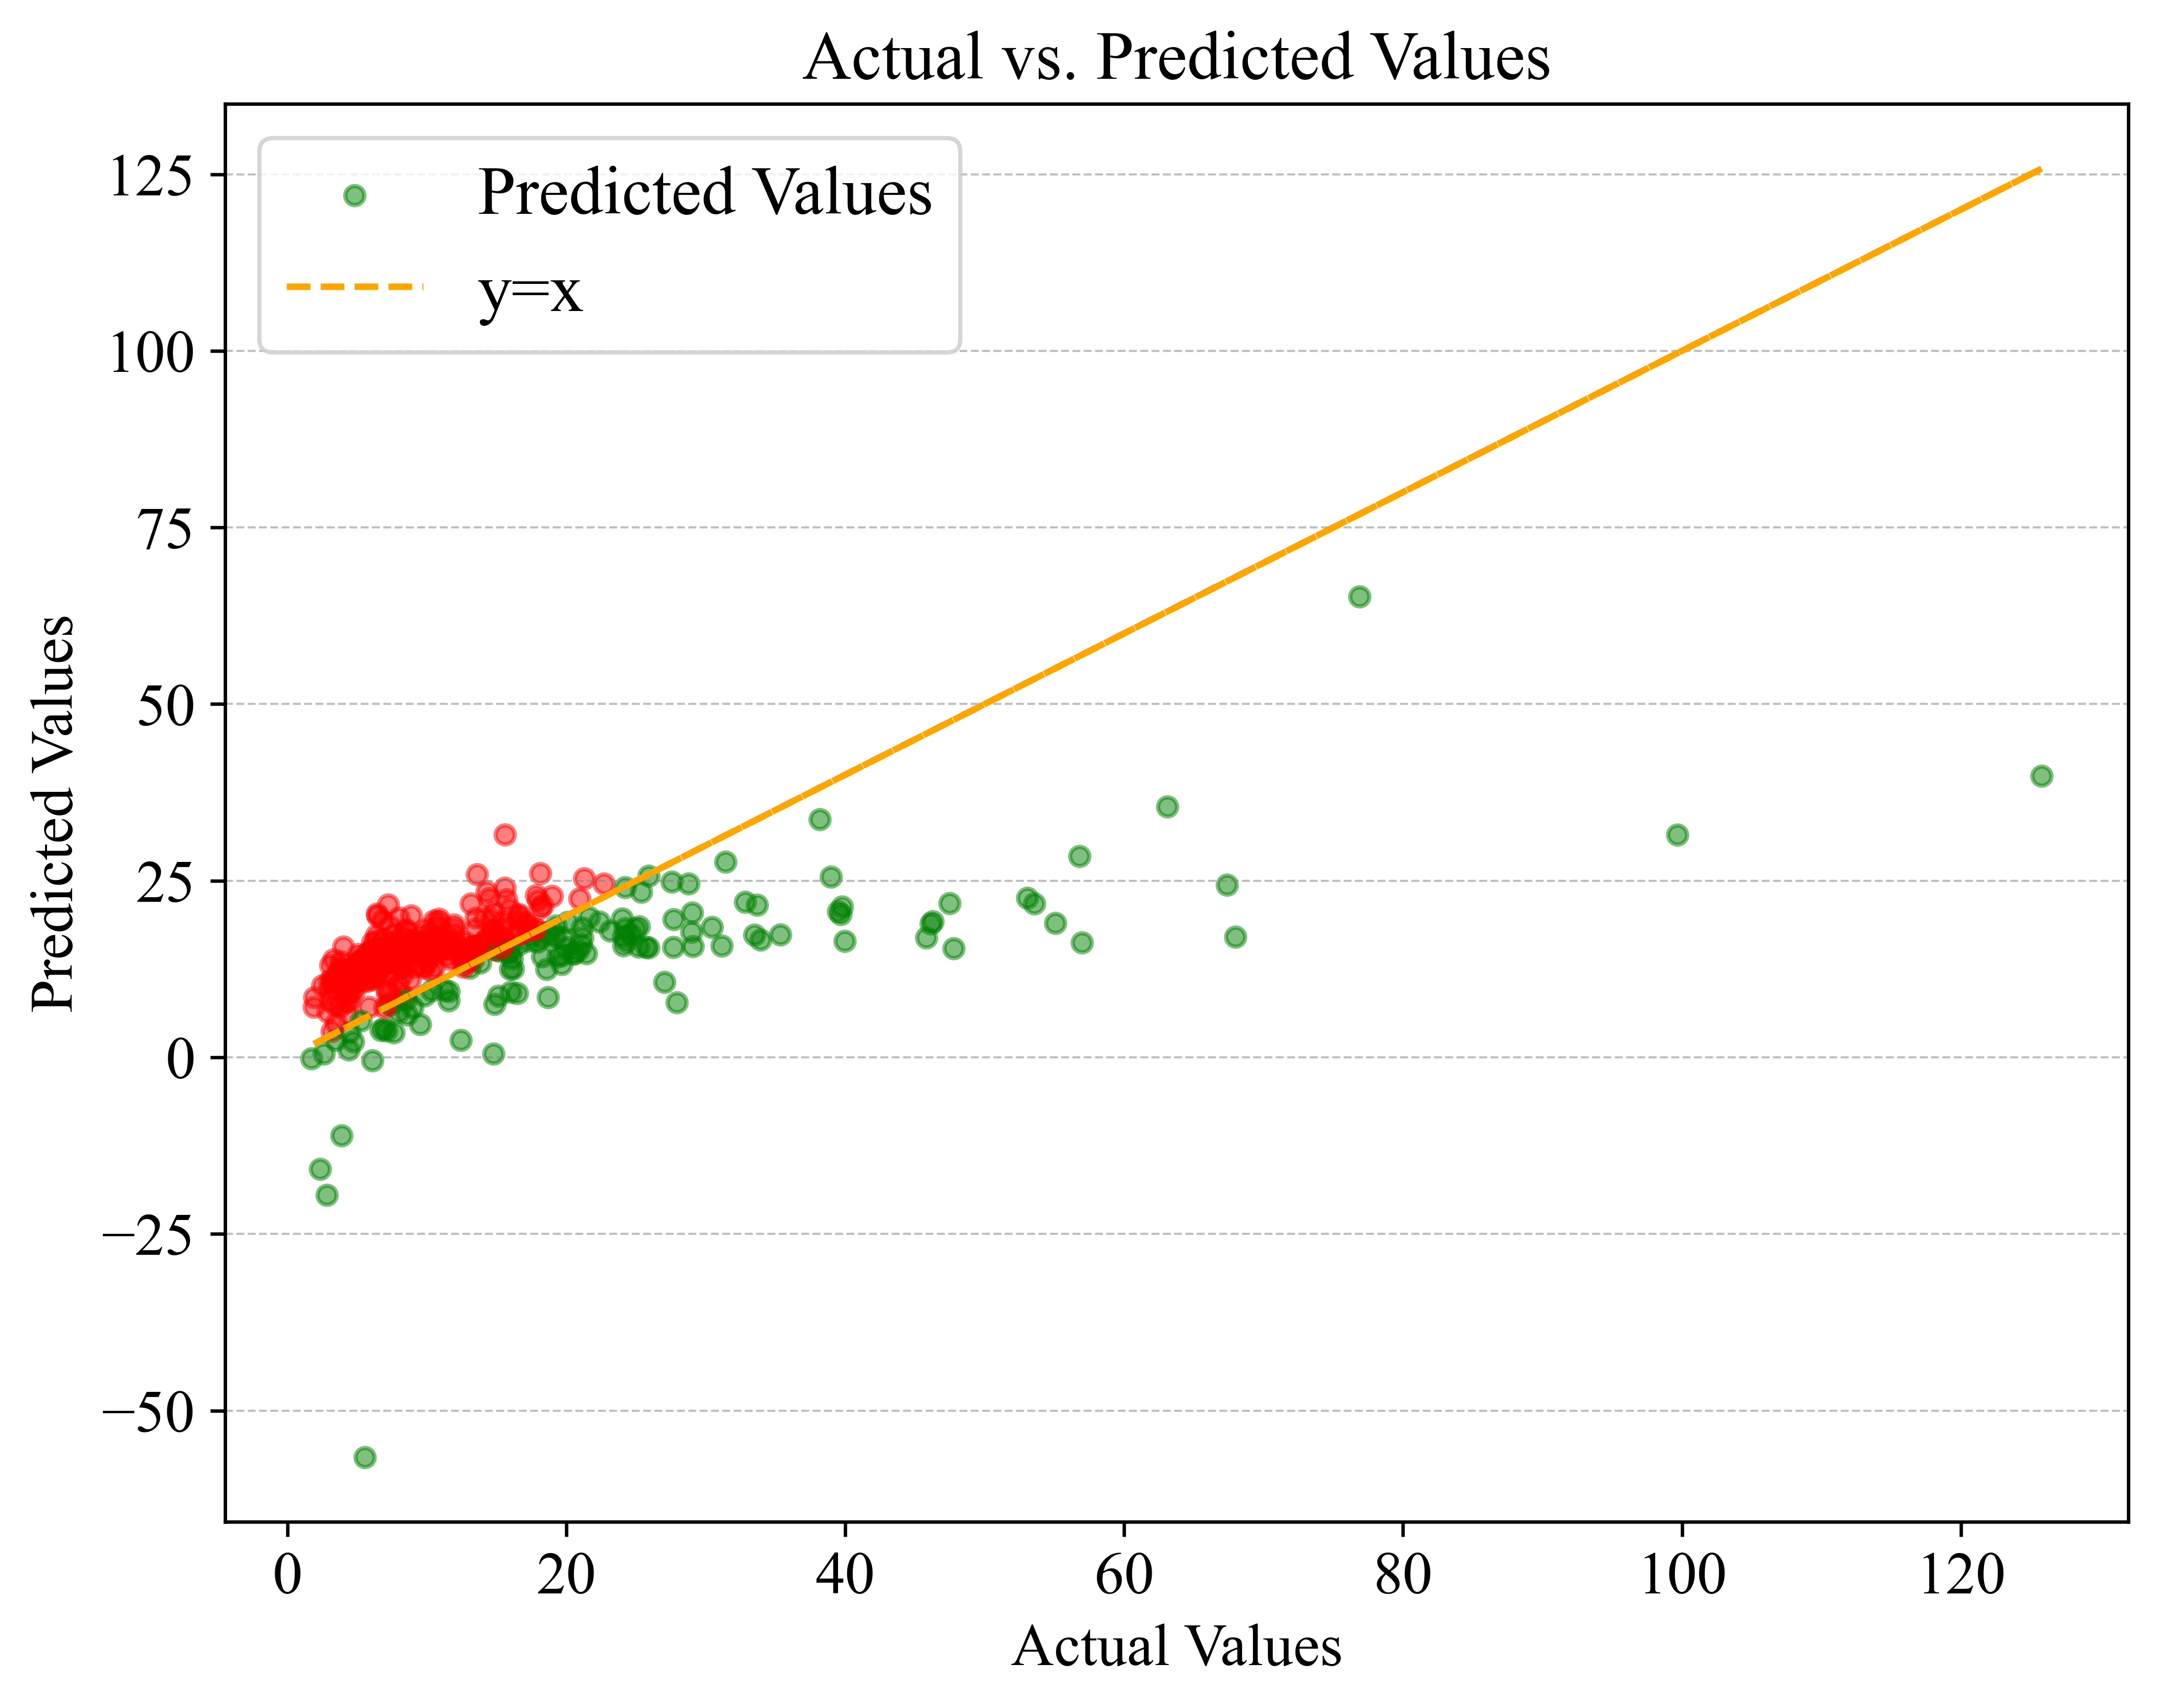 Actual vs. Predicted Values
Predicted Values
y=x
125
100
75
50
25
0
−25
−50
Predicted Values
0 20 40 60 80 100 120
Actual Values